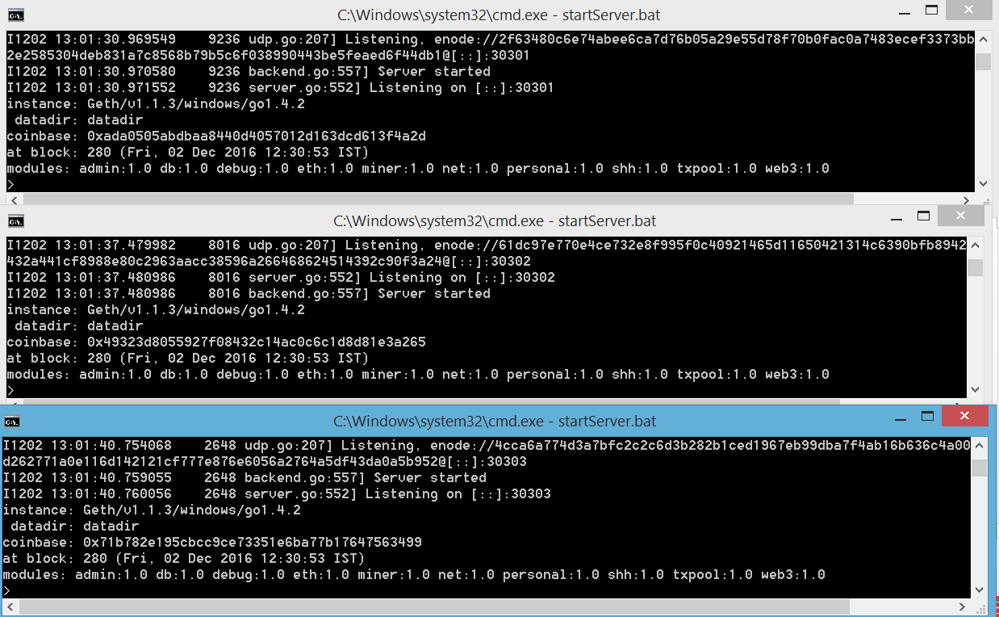 C:\Windows\system32\cmd.exe - startServer.bat
I1202 13:01:30.969549    9236 udp.go:207] Listening, enode://2f63480c6e74abee6ca7d76b05a29e55d78f70b0fac0a7483ecef3373bb
2e2585304deb831a7c8568b79b5c6f038990443be5feaed6f44db1@[::]:30301
I1202 13:01:30.970580    9236 backend.go:557] Server started
I1202 13:01:30.971552    9236 server.go:552] Listening on [::]:30301
instance: Geth/v1.1.3/windows/go1.4.2
 datadir: datadir
coinbase: 0xada0505abdbaa8440d4057012d163dcd613f4a2d
at block: 280 (Fri, 02 Dec 2016 12:30:53 IST)
modules: admin:1.0 db:1.0 debug:1.0 eth:1.0 miner:1.0 net:1.0 personal:1.0 shh:1.0 txpool:1.0 web3:1.0
>
C:\Windows\system32\cmd.exe - startServer.bat
I1202 13:01:37.479982    8016 udp.go:207] Listening, enode://61dc97e770e4ce732e8f995f0c40921465d11650421314c6390bfb8942
432a441cf8988e80c2963aacc38596a266468624514392c90f3a24@[::]:30302
I1202 13:01:37.480986    8016 server.go:552] Listening on [::]:30302
I1202 13:01:37.480986    8016 backend.go:557] Server started
instance: Geth/v1.1.3/windows/go1.4.2
 datadir: datadir
coinbase: 0x49323d8055927f08432c14ac0c6c1d8d81e3a265
at block: 280 (Fri, 02 Dec 2016 12:30:53 IST)
modules: admin:1.0 db:1.0 debug:1.0 eth:1.0 miner:1.0 net:1.0 personal:1.0 shh:1.0 txpool:1.0 web3:1.0
>
C:\Windows\system32\cmd.exe - startServer.bat
I1202 13:01:40.754068    2648 udp.go:207] Listening, enode://4cca6a774d3a7bfc2c2c6d3b282b1ced1967eb99dba7f4ab16b636c4a00
d262771a0e116d142121cf777e876e6056a2764a5df43da0a5b952@[::]:30303
I1202 13:01:40.759055    2648 backend.go:557] Server started
I1202 13:01:40.760056    2648 server.go:552] Listening on [::]:30303
instance: Geth/v1.1.3/windows/go1.4.2
 datadir: datadir
coinbase: 0x71b782e195cbcc9ce73351e6ba77b17647563499
at block: 280 (Fri, 02 Dec 2016 12:30:53 IST)
modules: admin:1.0 db:1.0 debug:1.0 eth:1.0 miner:1.0 net:1.0 personal:1.0 shh:1.0 txpool:1.0 web3:1.0
>